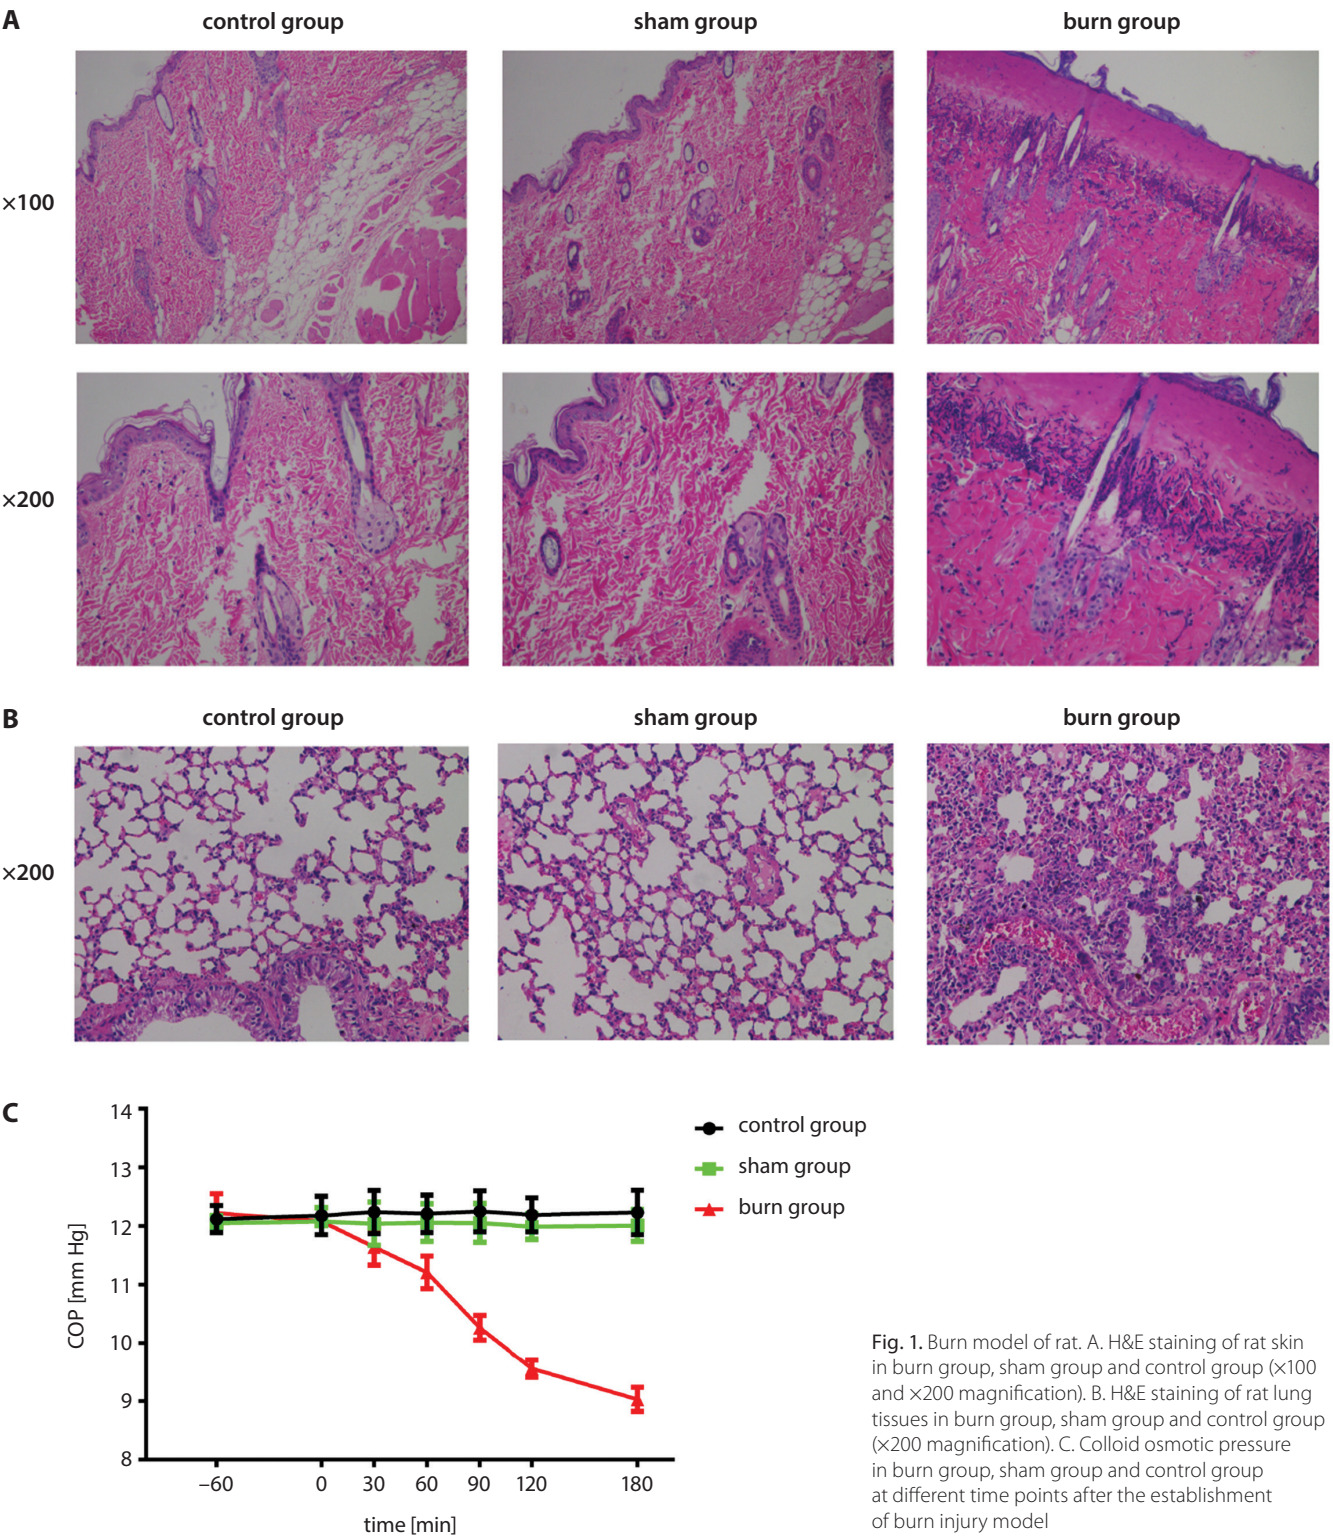 A
control group
sham group
burn group
×100
×200
B
control group
sham group
burn group
×200
C
14
13
12
11
10
9
8
COP [mm Hg]
–60
0
30
60
90
120
180
time [min]
control group
sham group
burn group
Fig. 1. Burn model of rat. A. H&E staining of rat skin
in burn group, sham group and control group (×100
and ×200 magnification). B. H&E staining of rat lung
tissues in burn group, sham group and control group
(×200 magnification). C. Colloid osmotic pressure
in burn group, sham group and control group
at different time points after the establishment
of burn injury model